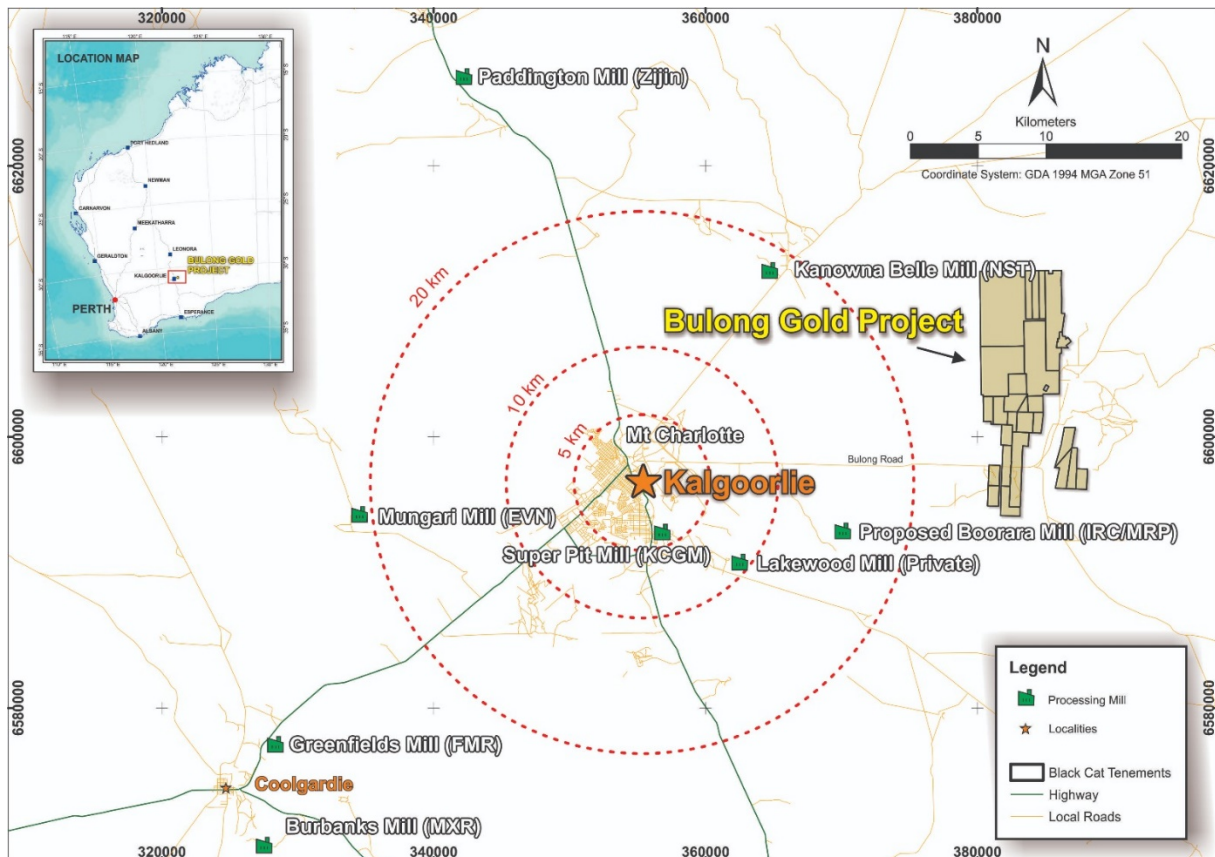 320000
340000
360000
380000
LOCATION MAP
115° E
120° E
125° E
130° E
PORT HEDLAND
NEWMAN
CARNARVON
MEEKATHARRA
LEONORA
GERALDTON
BULONG GOLD
PROJECT
KALGOORLIE
PERTH
ESPERANCE
ALBANY
Paddington Mill (Zijin)
N
Kilometers
0 5 10 20
Coordinate System: GDA 1994 MGA Zone 51
6620000
6620000
20 km
Kanowna Belle Mill (NST)
Bulong Gold Project
10 km
5 km
Mt Charlotte
6600000
6600000
Bulong Road
Kalgoorlie
Mungari Mill (EVN)
Super Pit Mill (KCGM)
Proposed Boorara Mill (IRC/MRP)
Lakewood Mill (Private)
6580000
6580000
Greenfields Mill (FMR)
Coolgardie
Burbanks Mill (MXR)
Legend
Processing Mill
Localities
Black Cat Tenements
Highway
Local Roads
320000
340000
360000
380000